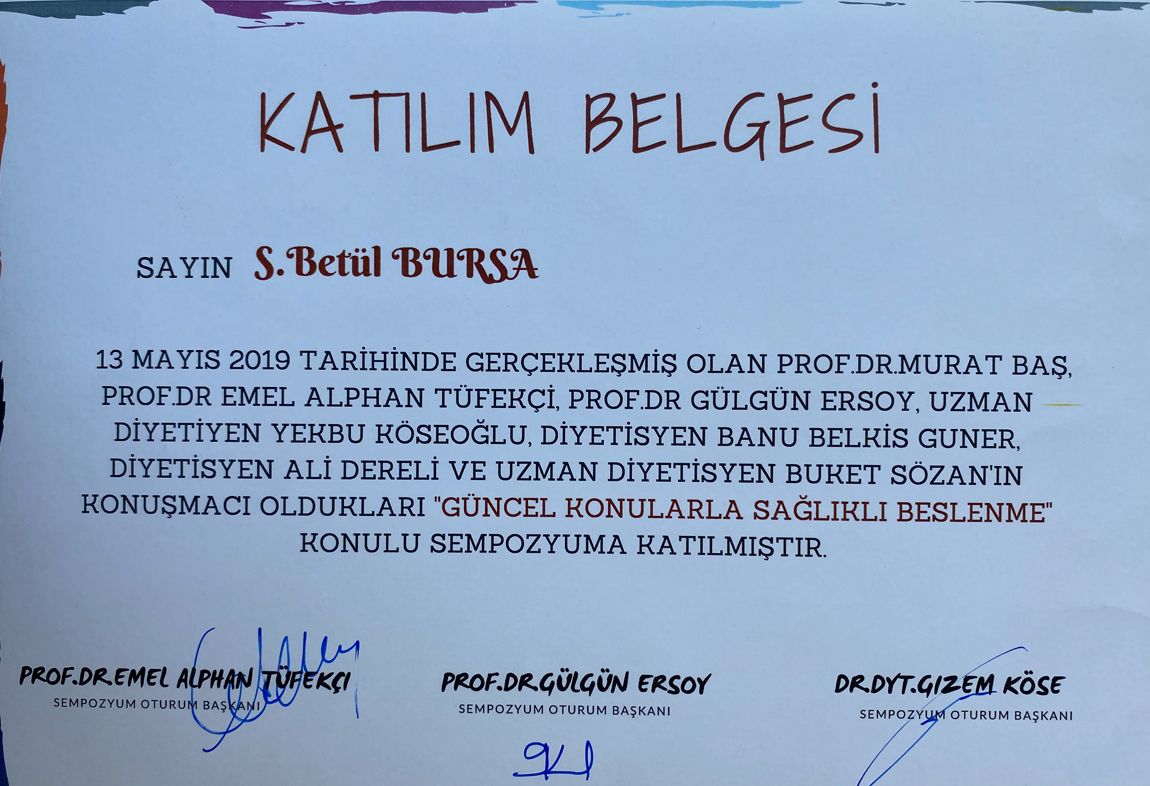 KATILIM BELGESİ
SAYIN S.Betül BURSA
13 MAYIS 2019 TARİHİNDE GERÇEKLEŞMİŞ OLAN PROF.DR.MURAT BAŞ,
PROF.DR EMEL ALPHAN TÜFEKÇİ, PROF.DR GÜLGÜN ERSOY, UZMAN
DİYETİYEN YEKBU KÖSEOĞLU, DİYETİSYEN BANU BELKİS GUNER,
DİYETİSYEN ALİ DERELİ VE UZMAN DİYETİSYEN BUKET SÖZAN'IN
KONUŞMACI OLDUKLARI "GÜNCEL KONULARLA SAĞLIKLI BESLENME"
KONULU SEMPOZYUMA KATILMIŞTIR.
PROF.DR.EMEL ALPHAN TÜFEKÇI
SEMPOZYUM OTURUM BAŞKANI
PROF.DR.GÜLGÜN ERSOY
SEMPOZYUM OTURUM BAŞKANI
DR.DYT.GIZEM KÖSE
SEMPOZYUM OTURUM BAŞKANI